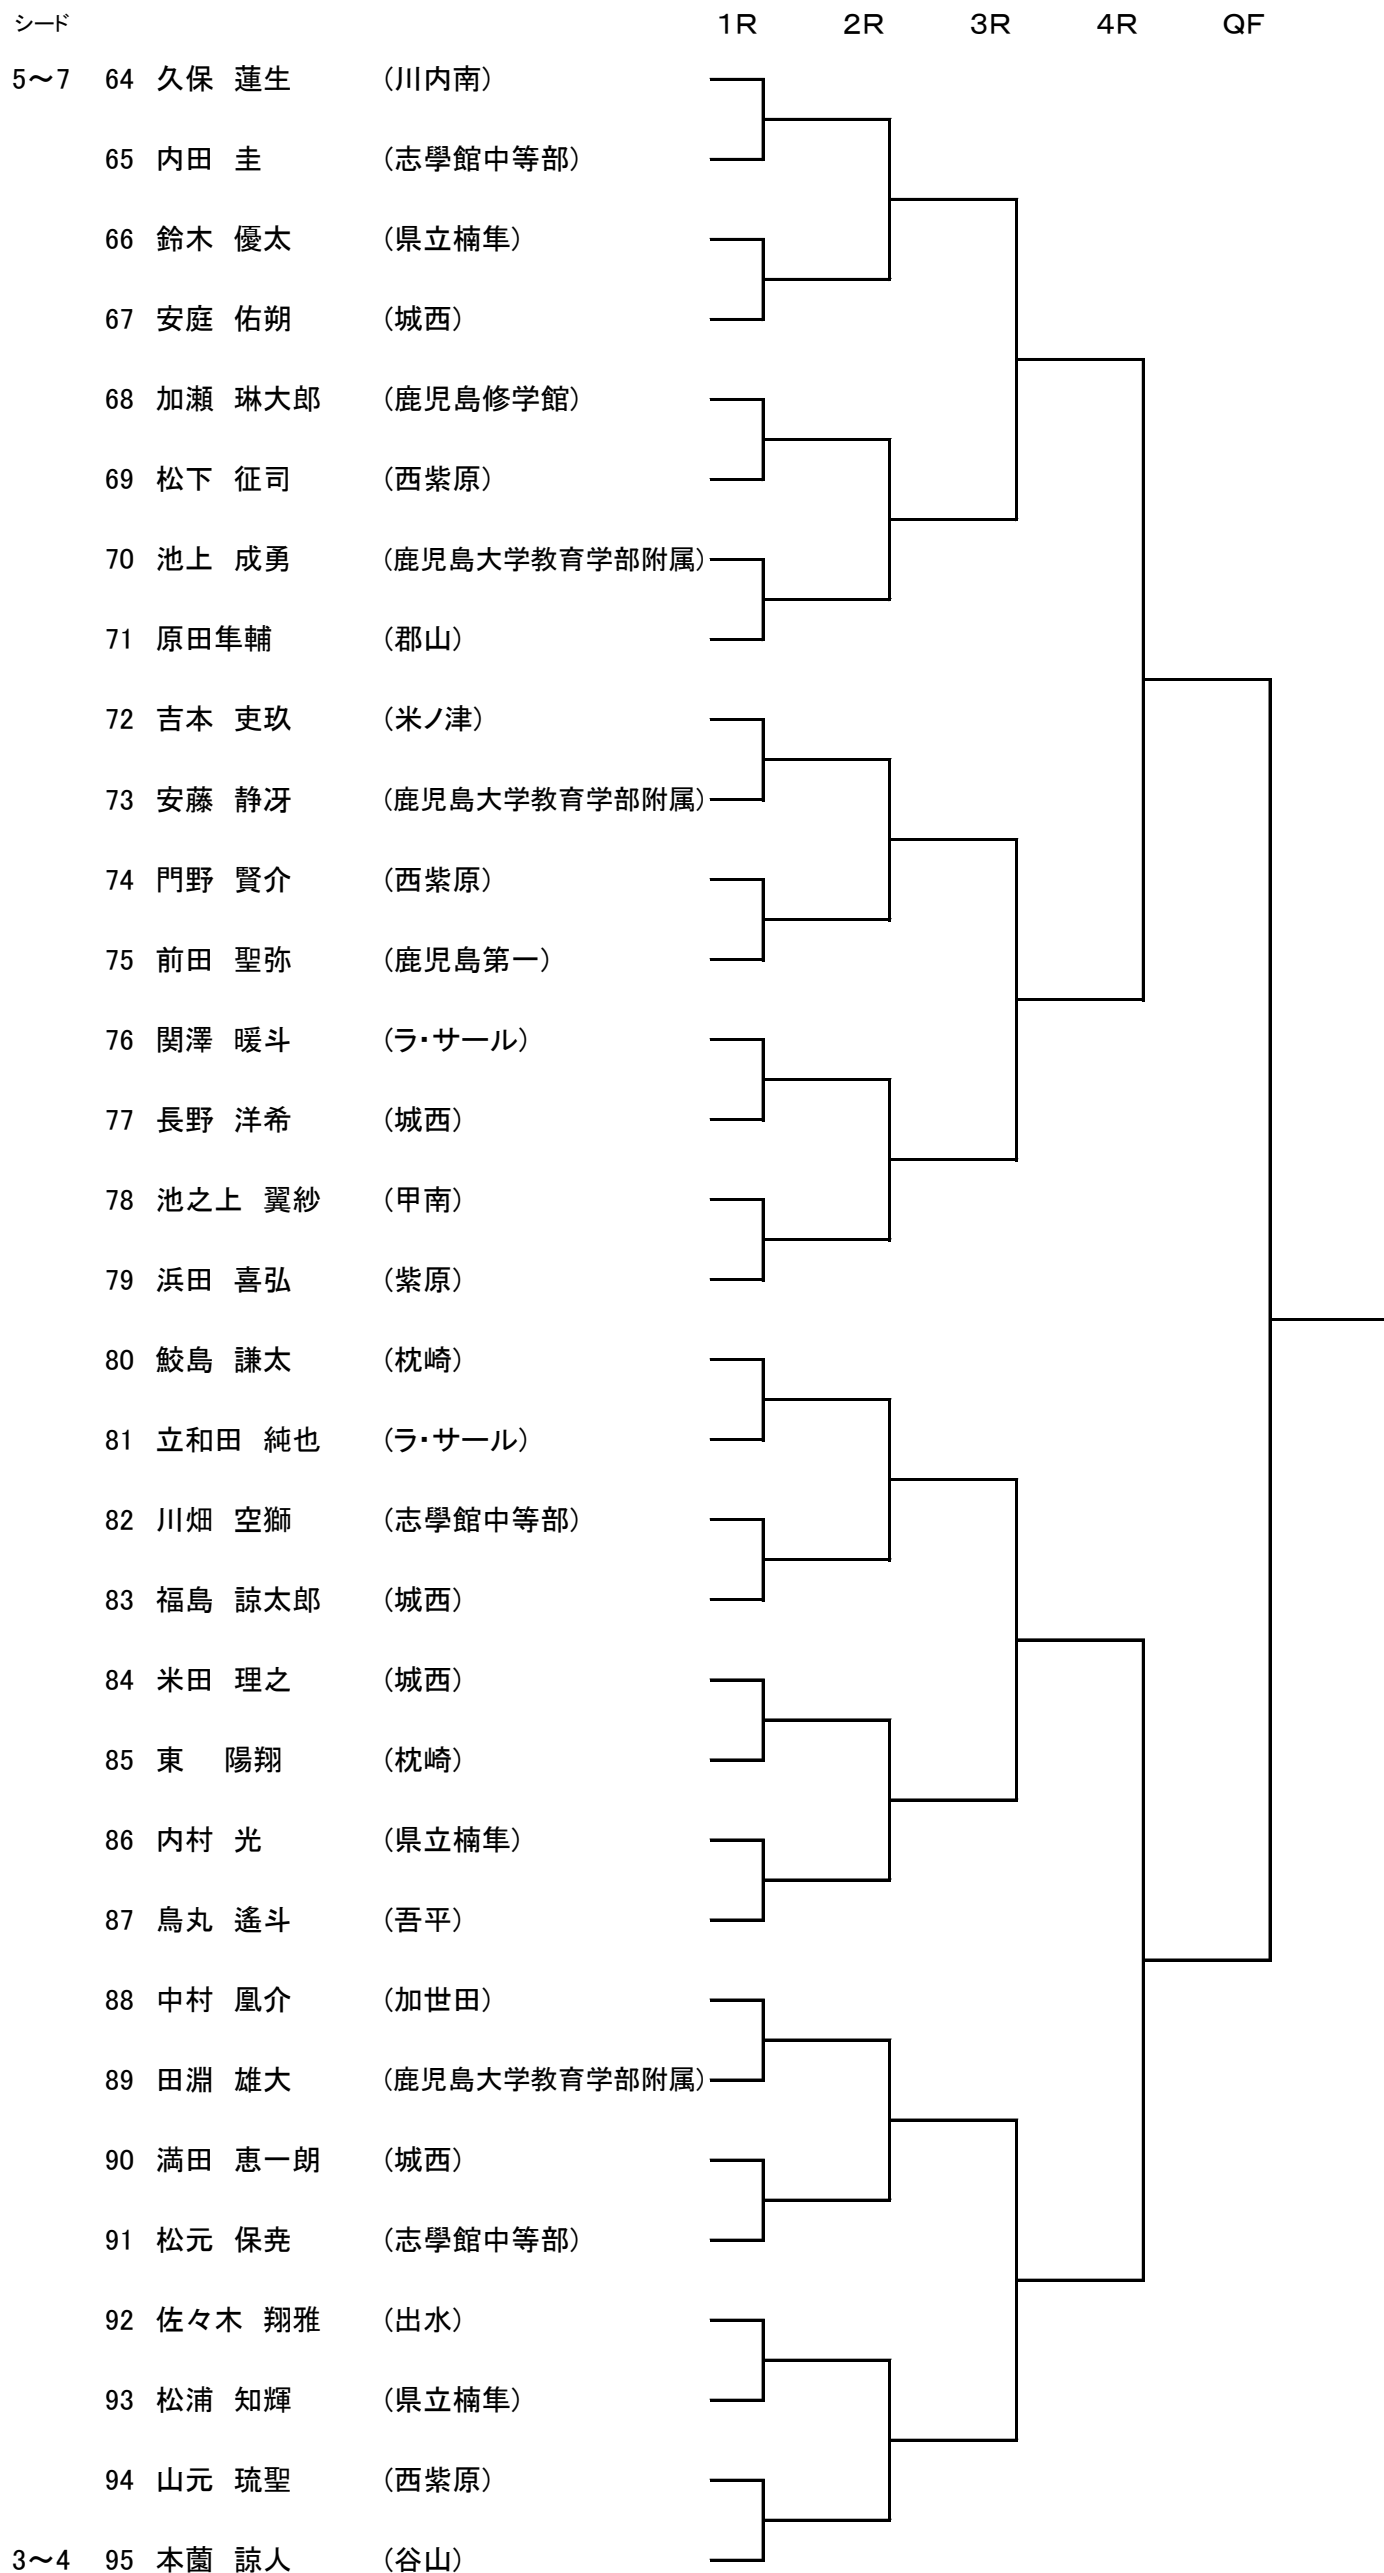 シード 1R 2R 3R 4R QF
5～7 64 久保 蓮生 (川内南)
65 内田 圭 (志學館中等部)
66 鈴木 優太 (県立楠隼)
67 安庭 佑朔 (城西)
68 加瀬 琳大郎 (鹿児島修学館)
69 松下 征司 (西紫原)
70 池上 成勇 (鹿児島大学教育学部附属)
71 原田隼輔 (郡山)
72 吉本 吏玖 (米ノ津)
73 安藤 静冴 (鹿児島大学教育学部附属)
74 門野 賢介 (西紫原)
75 前田 聖弥 (鹿児島第一)
76 関澤 暖斗 (ラ・サール)
77 長野 洋希 (城西)
78 池之上 翼紗 (甲南)
79 浜田 喜弘 (紫原)
80 鮫島 謙太 (枕崎)
81 立和田 純也 (ラ・サール)
82 川畑 空獅 (志學館中等部)
83 福島 諒太郎 (城西)
84 米田 理之 (城西)
85 東 陽翔 (枕崎)
86 内村 光 (県立楠隼)
87 鳥丸 遙斗 (吾平)
88 中村 凰介 (加世田)
89 田淵 雄大 (鹿児島大学教育学部附属)
90 満田 恵一朗 (城西)
91 松元 保尭 (志學館中等部)
92 佐々木 翔雅 (出水)
93 松浦 知輝 (県立楠隼)
94 山元 琉聖 (西紫原)
3～4 95 本薗 諒人 (谷山)